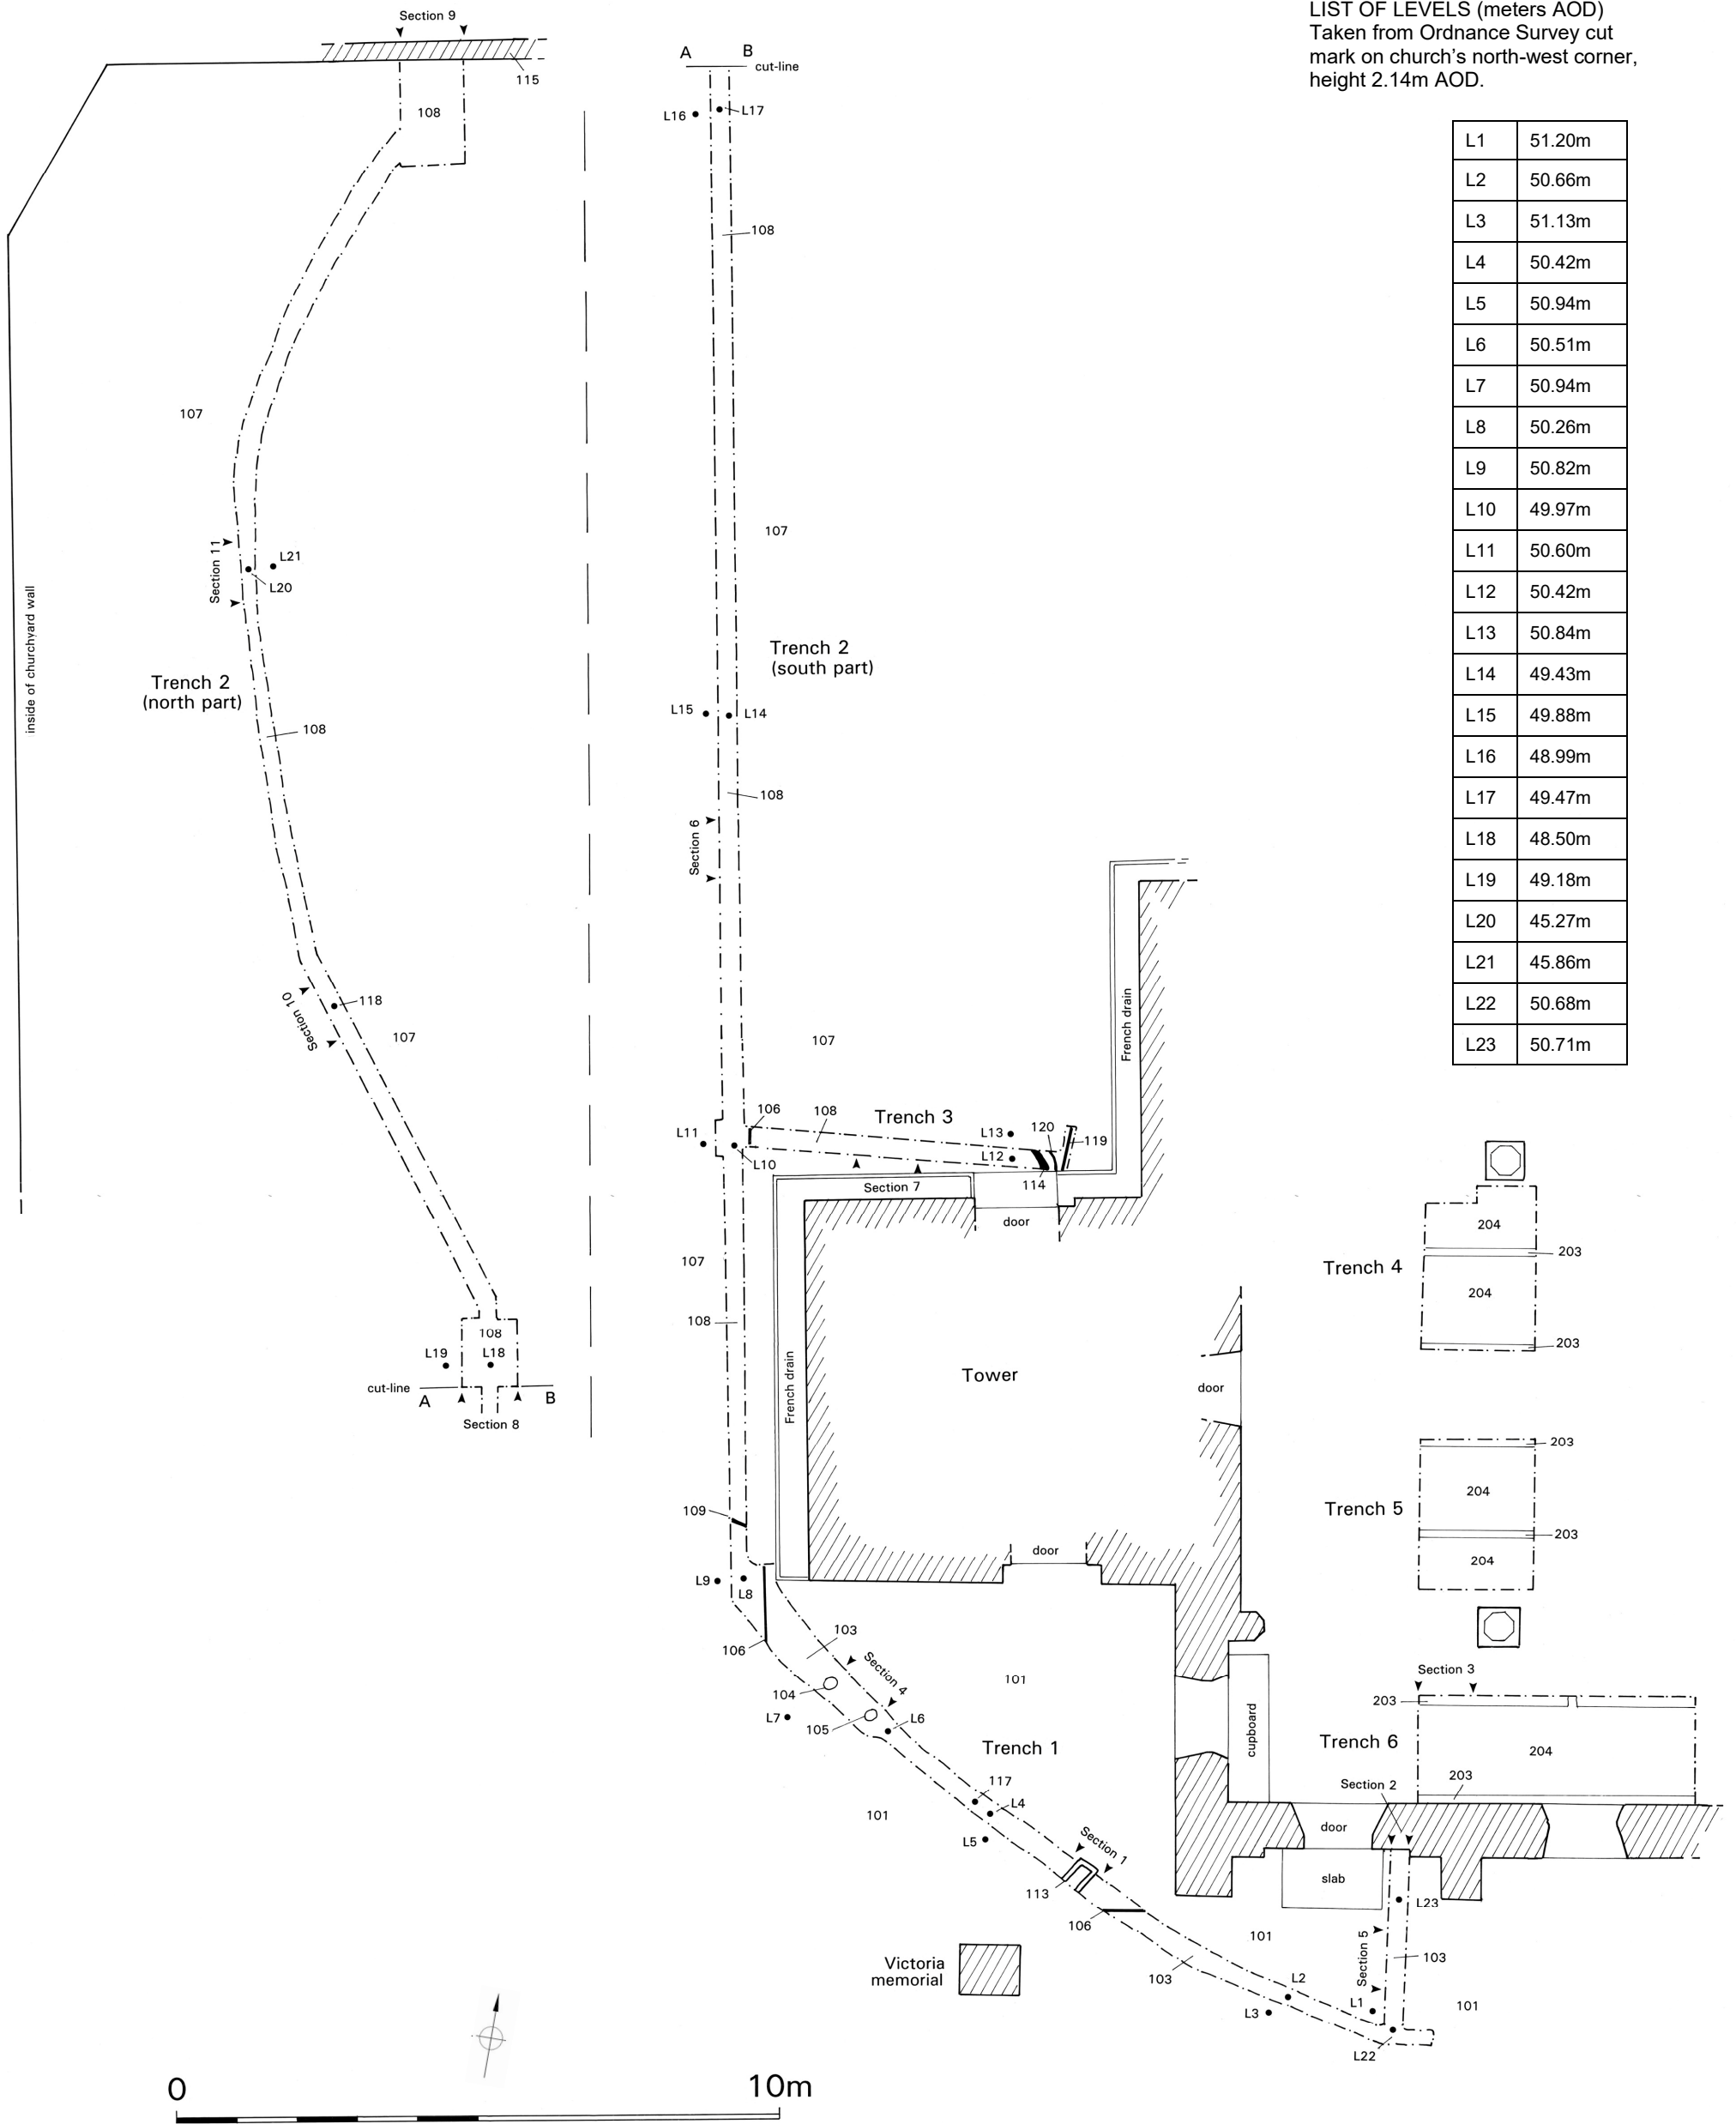 LIST OF LEVELS (meters AOD)
Taken from Ordnance Survey cut
mark on church's north-west corner,
height 2.14m AOD.
L1 51.20m
L2 50.66m
L3 51.13m
L4 50.42m
L5 50.94m
L6 50.51m
L7 50.94m
L8 50.26m
L9 50.82m
L10 49.97m
L11 50.60m
L12 50.42m
L13 50.84m
L14 49.43m
L15 49.88m
L16 48.99m
L17 49.47m
L18 48.50m
L19 49.18m
L20 45.27m
L21 45.86m
L22 50.68m
L23 50.71m
Section 9
115
108
107
inside of churchyard wall
Section 11
L21
L20
Trench 2
(north part)
108
Section 10
118
107
108
L19
L18
cut-line
A
B
Section 8
A
B
cut-line
L16
L17
108
107
Trench 2
(south part)
L15
L14
108
Section 6
107
French drain
106
108
Trench 3
L13
120
119
L11
L10
L12
114
Section 7
door
107
108
French drain
Tower
door
109
door
L9
L8
106
103
Section 4
104
105
L7
L6
101
Trench 1
117
L4
101
L5
Section 1
113
106
Victoria
memorial
103
101
L2
L3
L1
L22
Section 5
103
101
L23
slab
door
cupboard
Section 2
Trench 4
204
203
204
203
Trench 5
203
204
203
204
Section 3
203
Trench 6
204
203
0
10m